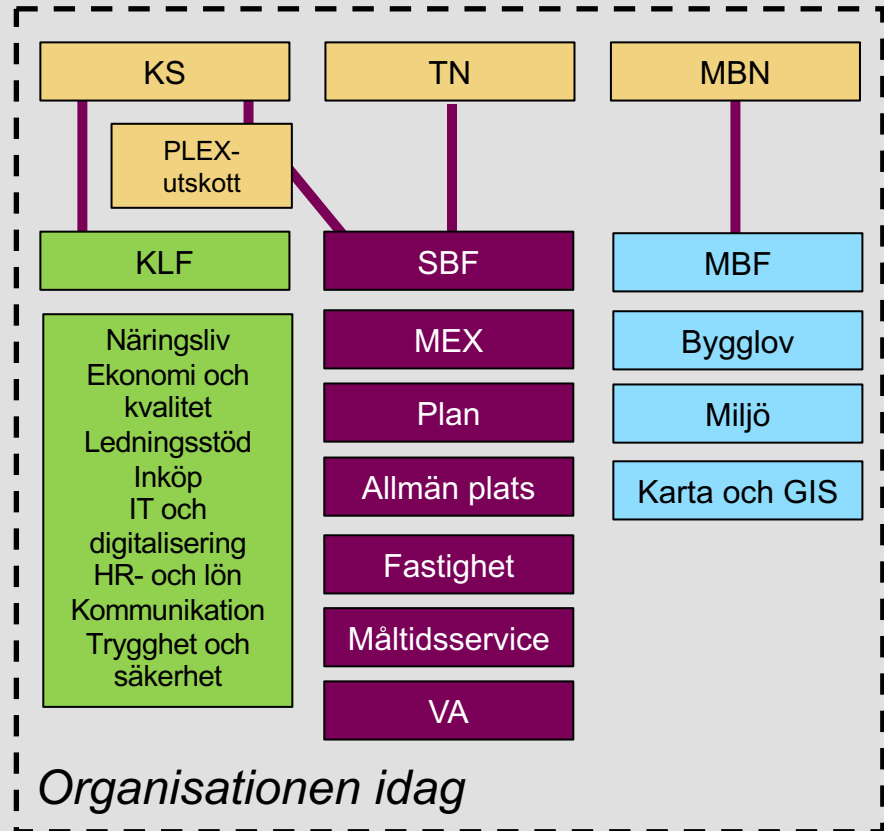 KS
TN
MBN
PLEX-
utskott
KLF
SBF
MBF
Näringsliv
Ekonomi och
kvalitet
Ledningsstöd
Inköp
IT och
digitalisering
HR- och lön
Kommunikation
Trygghet och
säkerhet
MEX
Plan
Allmän plats
Fastighet
Måltidsservice
VA
Bygglov
Miljö
Karta och GIS
Organisationen idag